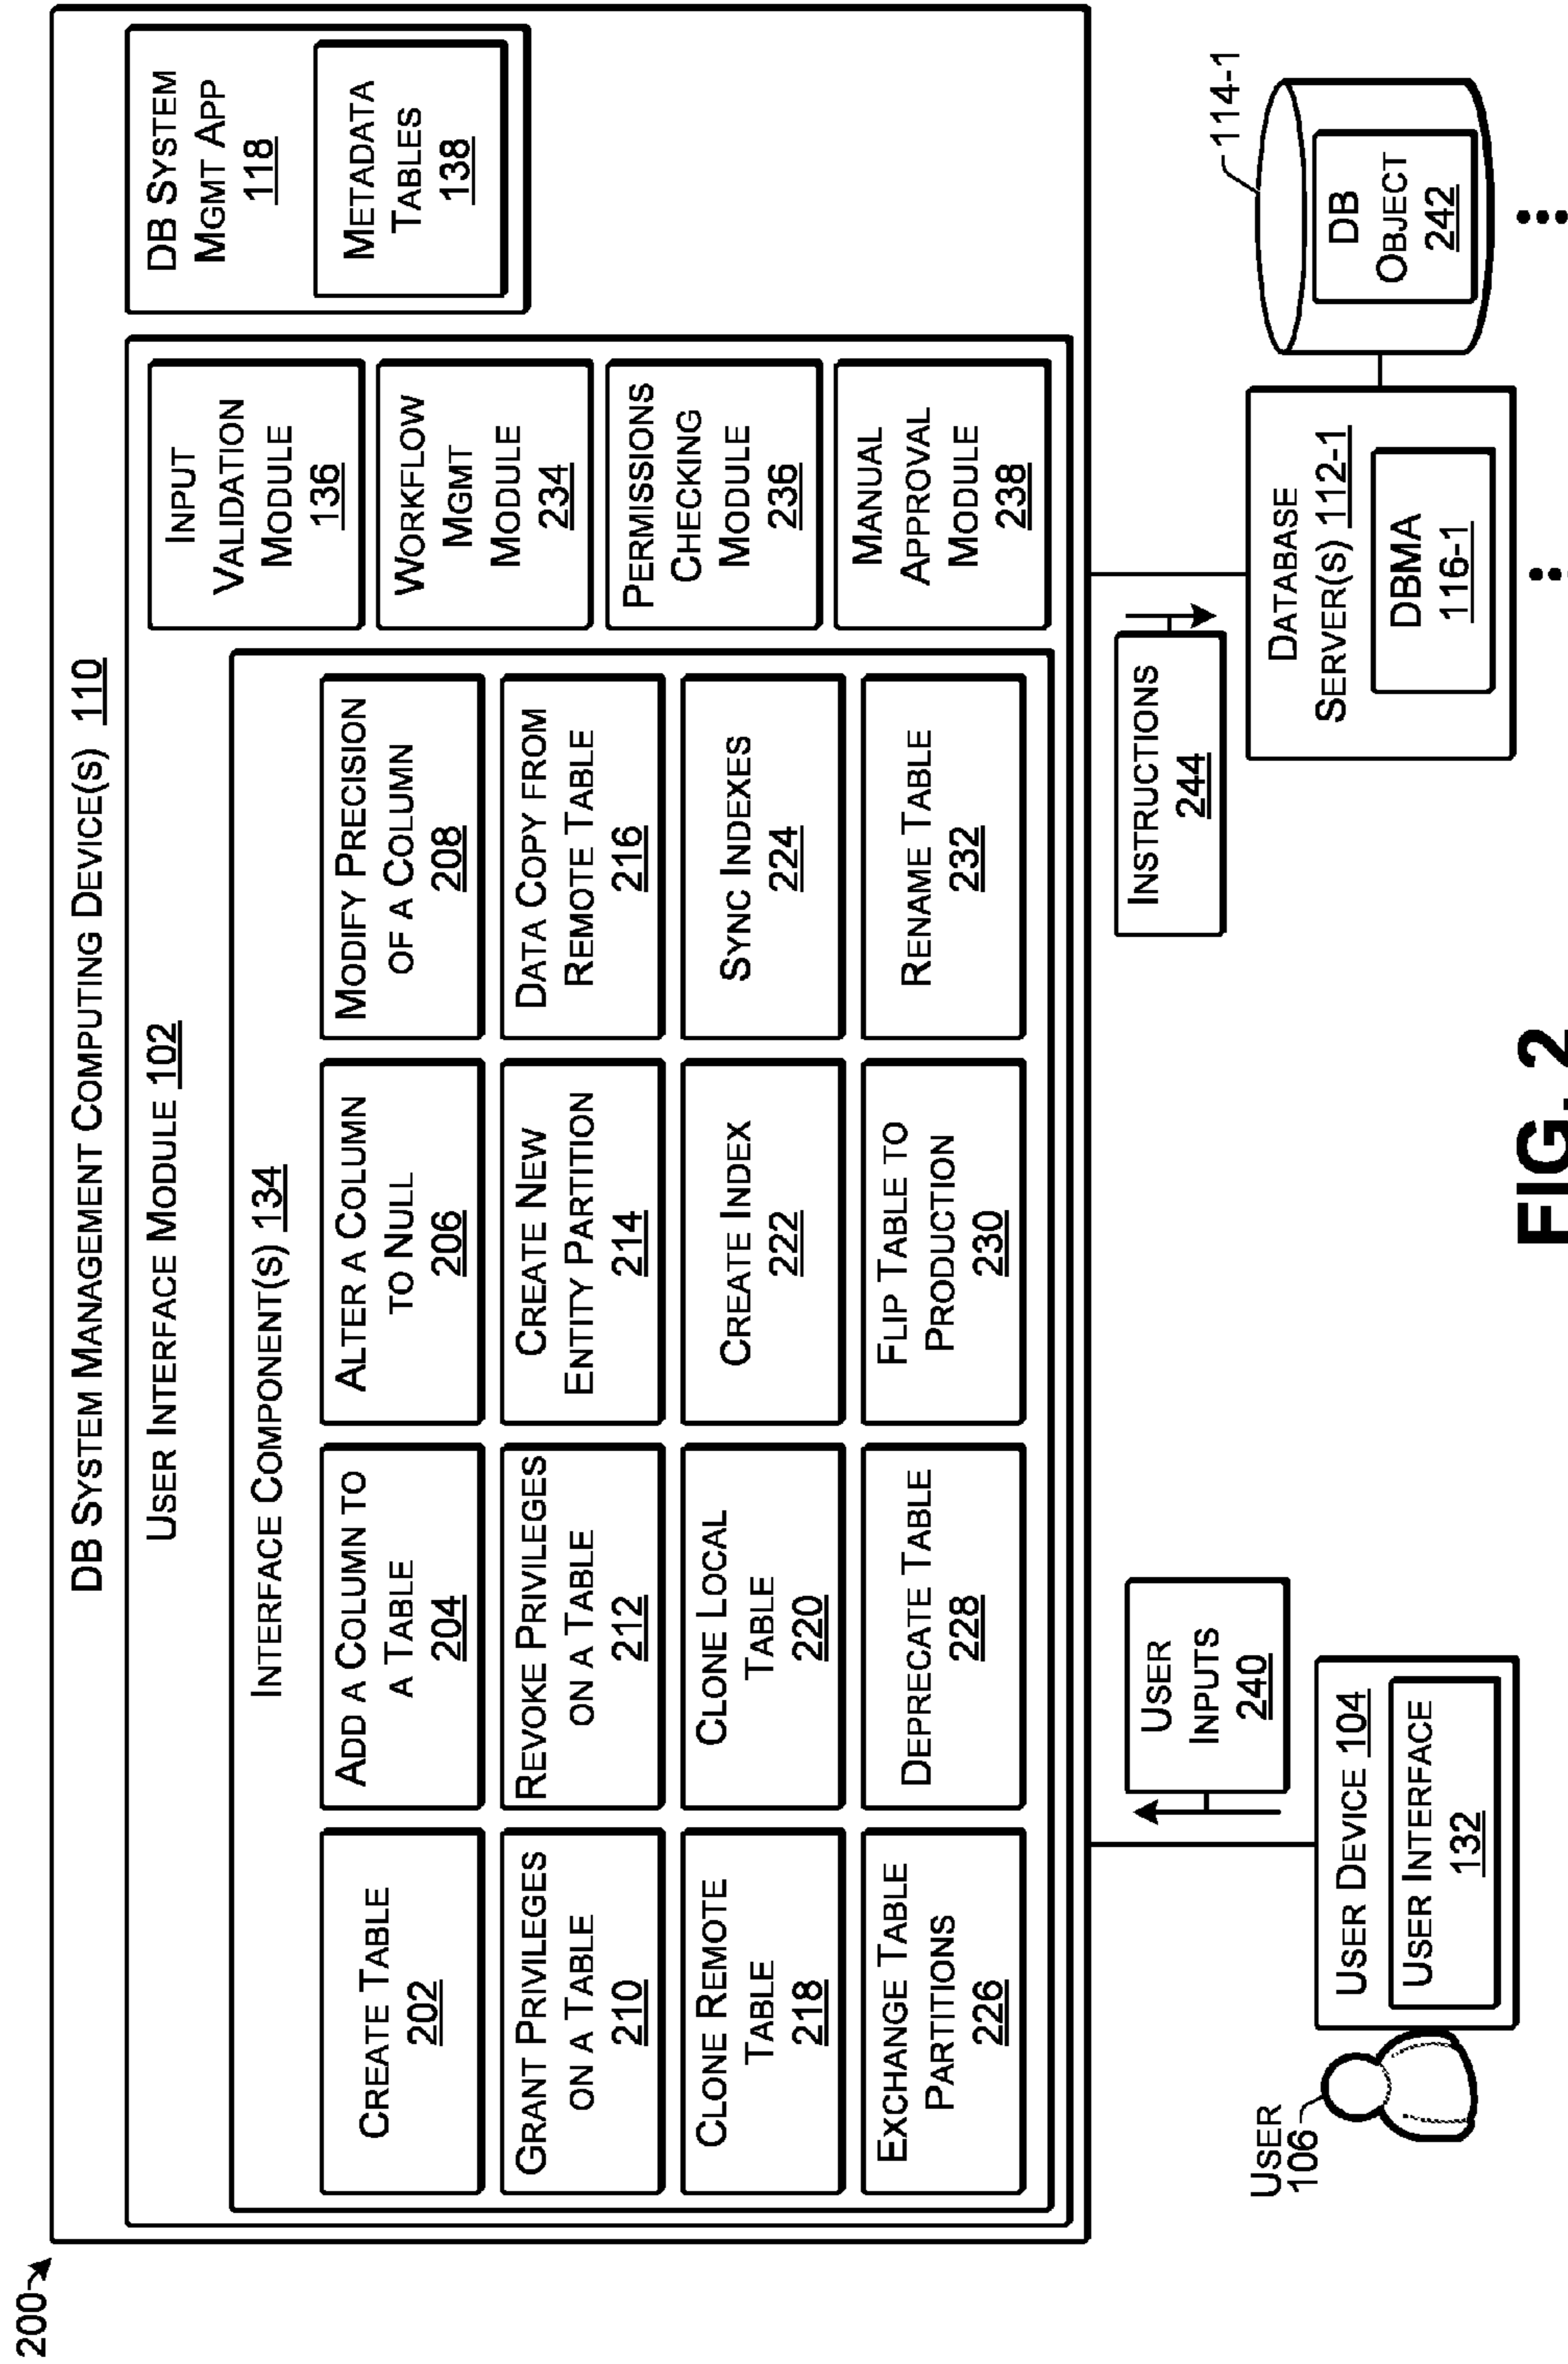 200
DB SYSTEM MANAGEMENT COMPUTING DEVICE(S) 110
USER INTERFACE MODULE 102
INTERFACE COMPONENT(S) 134
CREATE TABLE
202
ADD A COLUMN TO
A TABLE
204
ALTER A COLUMN
TO NULL
206
MODIFY PRECISION
OF A COLUMN
208
GRANT PRIVILEGES
ON A TABLE
210
REVOKE PRIVILEGES
ON A TABLE
212
CREATE NEW
ENTITY PARTITION
214
DATA COPY FROM
REMOTE TABLE
216
CLONE REMOTE
TABLE
218
CLONE LOCAL
TABLE
220
CREATE INDEX
222
SYNC INDEXES
224
EXCHANGE TABLE
PARTITIONS
226
DEPRECATE TABLE
228
FLIP TABLE TO
PRODUCTION
230
RENAME TABLE
232
INPUT
VALIDATION
MODULE
136
WORKFLOW
MGMT
MODULE
234
PERMISSIONS
CHECKING
MODULE
236
MANUAL
APPROVAL
MODULE
238
DB SYSTEM
MGMT APP
118
METADATA
TABLES
138
USER
INPUTS
240
INSTRUCTIONS
244
USER
106
USER DEVICE 104
USER INTERFACE
132
DATABASE
SERVER(S) 112-1
DBMA
116-1
114-1
DB
OBJECT
242
FIG. 2